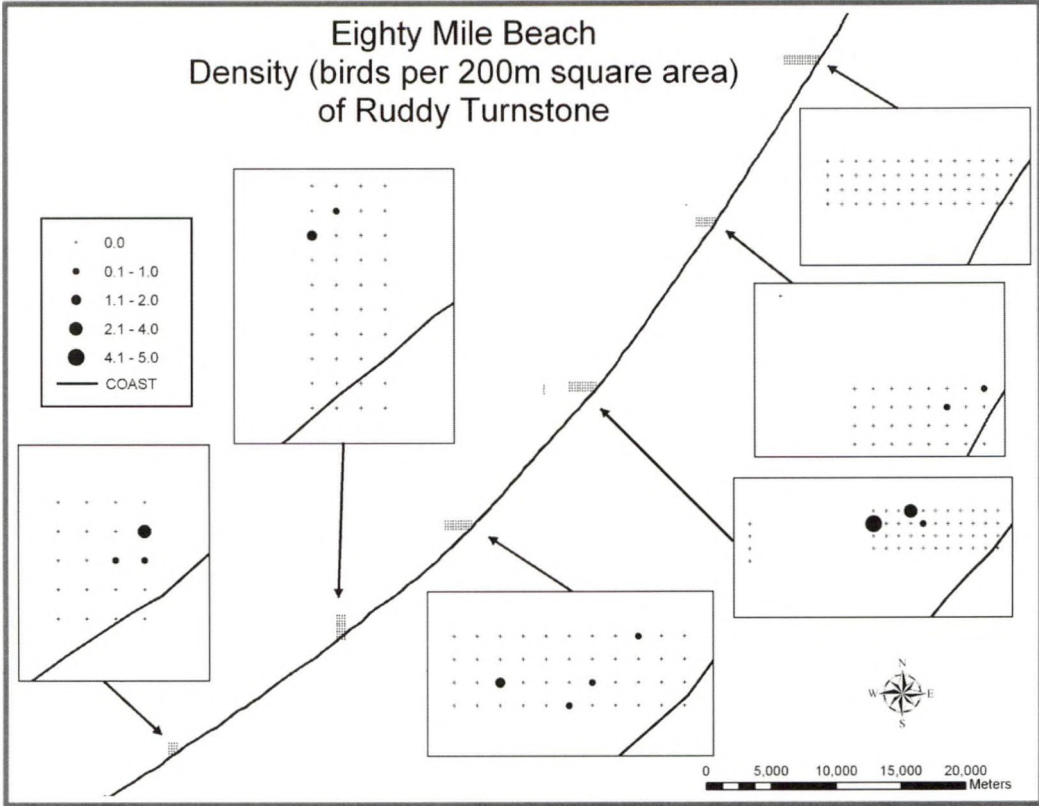 Eighty Mile Beach
Density (birds per 200m square area)
of Ruddy Turnstone
0.0
0.1 - 1.0
1.1 - 2.0
2.1 - 4.0
4.1 - 5.0
COAST
N
W E
S
0 5,000 10,000 15,000 20,000
Meters